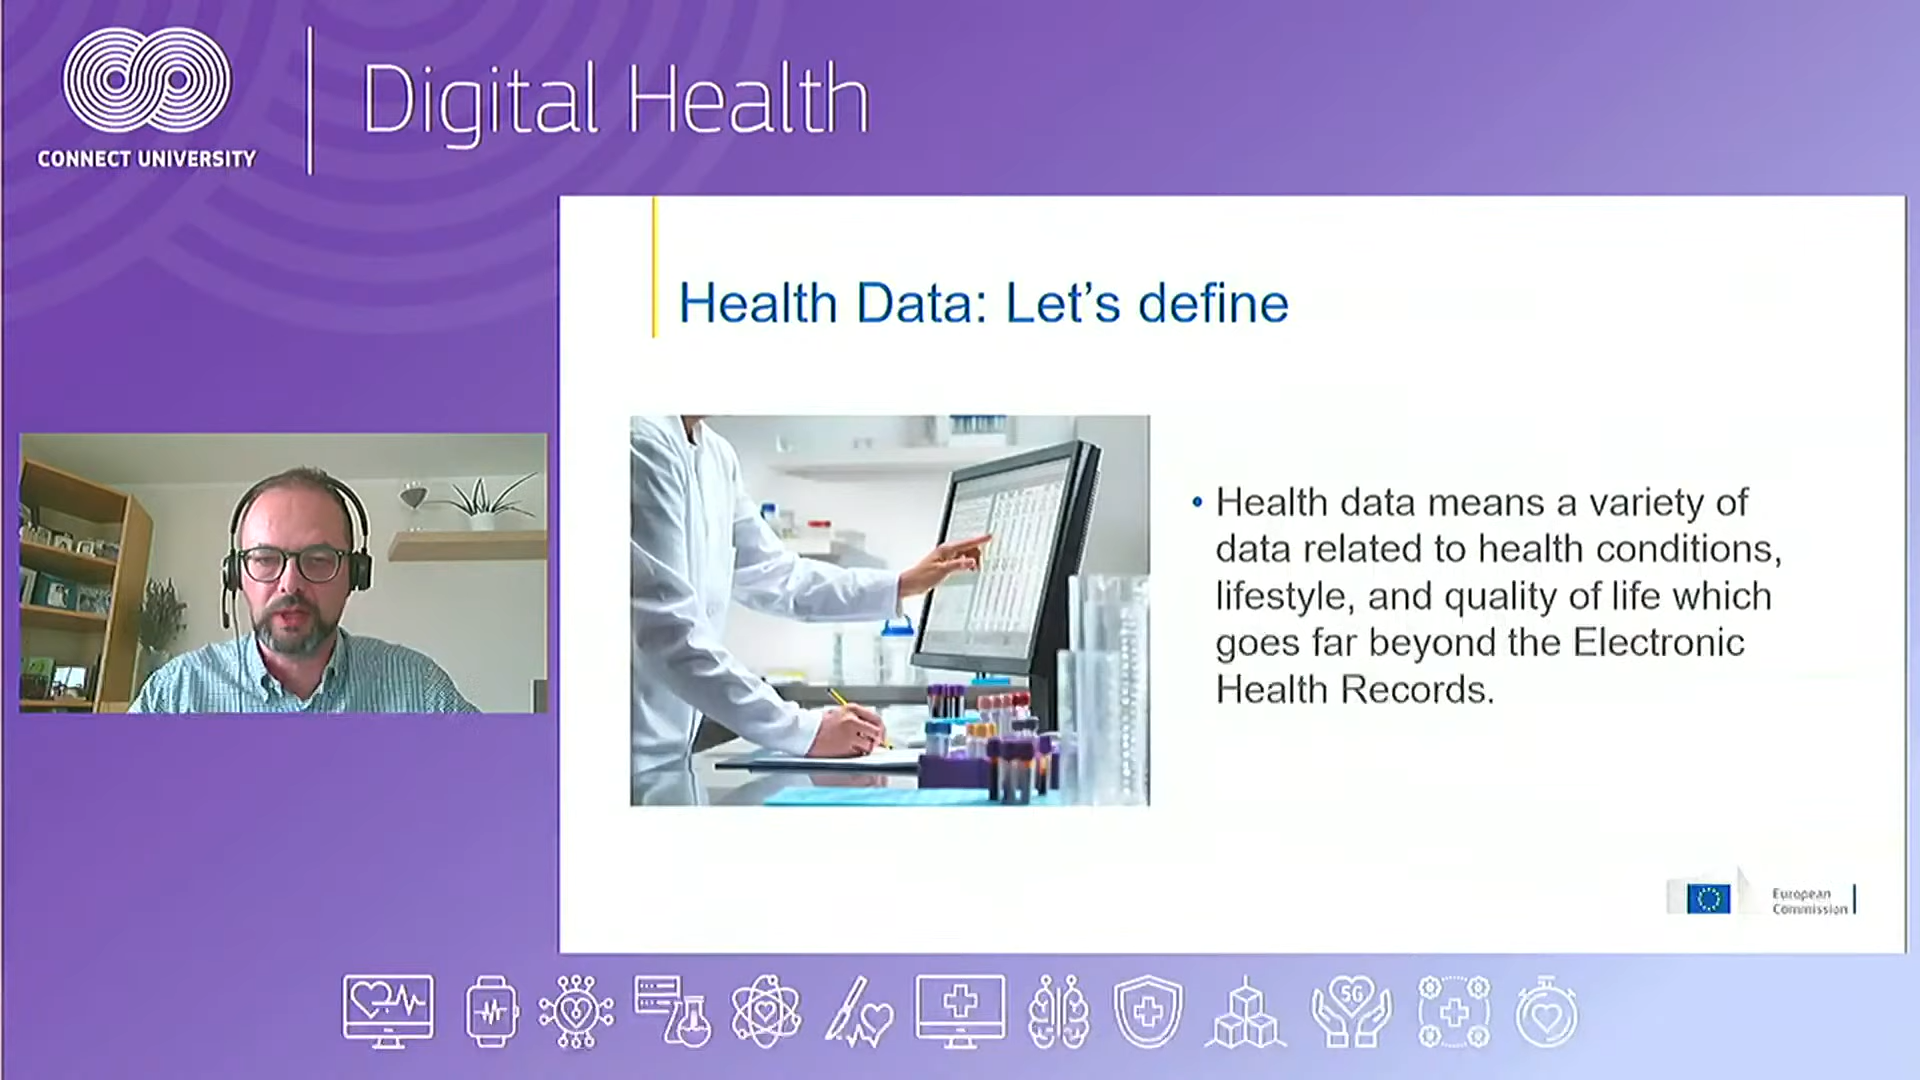 CONNECT UNIVERSITY
Digital Health
Health Data: Let's define
• Health data means a variety of
data related to health conditions,
lifestyle, and quality of life which
goes far beyond the Electronic
Health Records.
European
Commission
5G